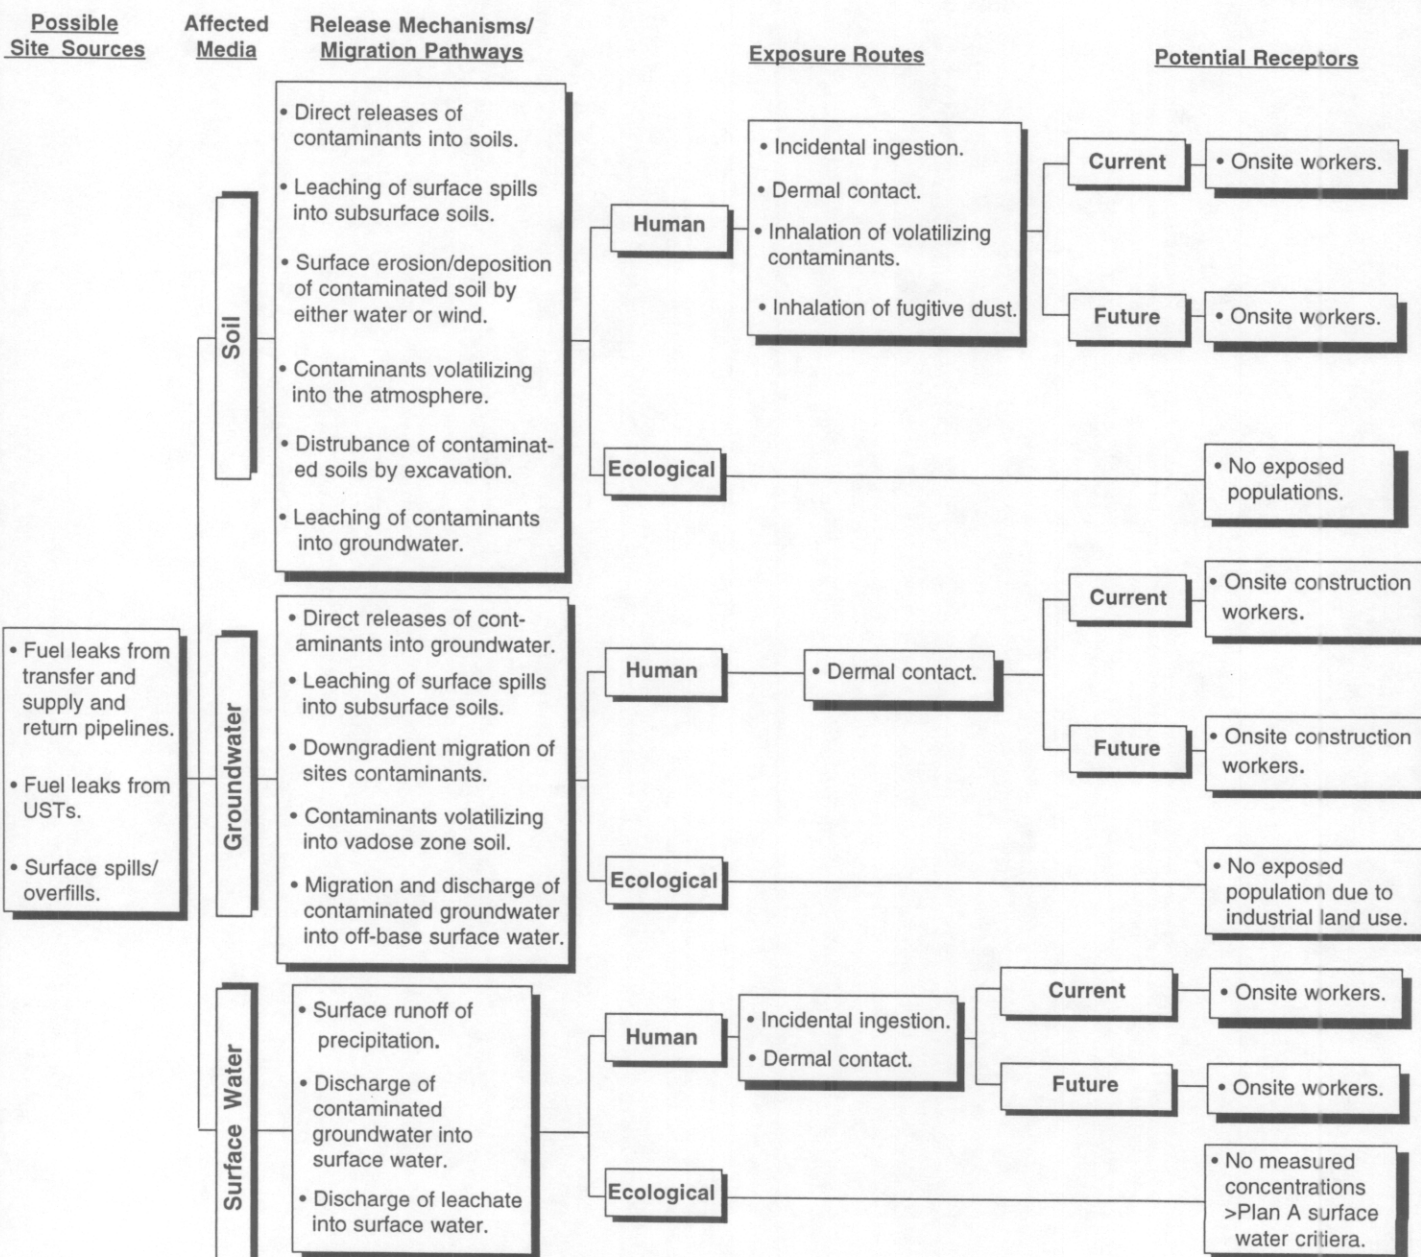 Possible
Site Sources
Affected
Media
Release Mechanisms/
Migration Pathways
Exposure Routes
Potential Receptors
• Fuel leaks from
transfer and
supply and
return pipelines.
• Fuel leaks from
USTs.
• Surface spills/
overfills.
Soil
• Direct releases of
contaminants into soils.
• Leaching of surface spills
into subsurface soils.
• Surface erosion/deposition
of contaminated soil by
either water or wind.
• Contaminants volatilizing
into the atmosphere.
• Distrubance of contaminat-
ed soils by excavation.
• Leaching of contaminants
into groundwater.
Human
• Incidental ingestion.
• Dermal contact.
• Inhalation of volatilizing
contaminants.
• Inhalation of fugitive dust.
Current
• Onsite workers.
Future
• Onsite workers.
Ecological
• No exposed
populations.
Groundwater
• Direct releases of cont-
aminants into groundwater.
• Leaching of surface spills
into subsurface soils.
• Downgradient migration of
sites contaminants.
• Contaminants volatilizing
into vadose zone soil.
• Migration and discharge of
contaminated groundwater
into off-base surface water.
Human
• Dermal contact.
Current
• Onsite construction
workers.
Future
• Onsite construction
workers.
Ecological
• No exposed
population due to
industrial land use.
Surface Water
• Surface runoff of
precipitation.
• Discharge of
contaminated
groundwater into
surface water.
• Discharge of leachate
into surface water.
Human
• Incidental ingestion.
• Dermal contact.
Current
• Onsite workers.
Future
• Onsite workers.
Ecological
• No measured
concentrations
>Plan A surface
water critiera.